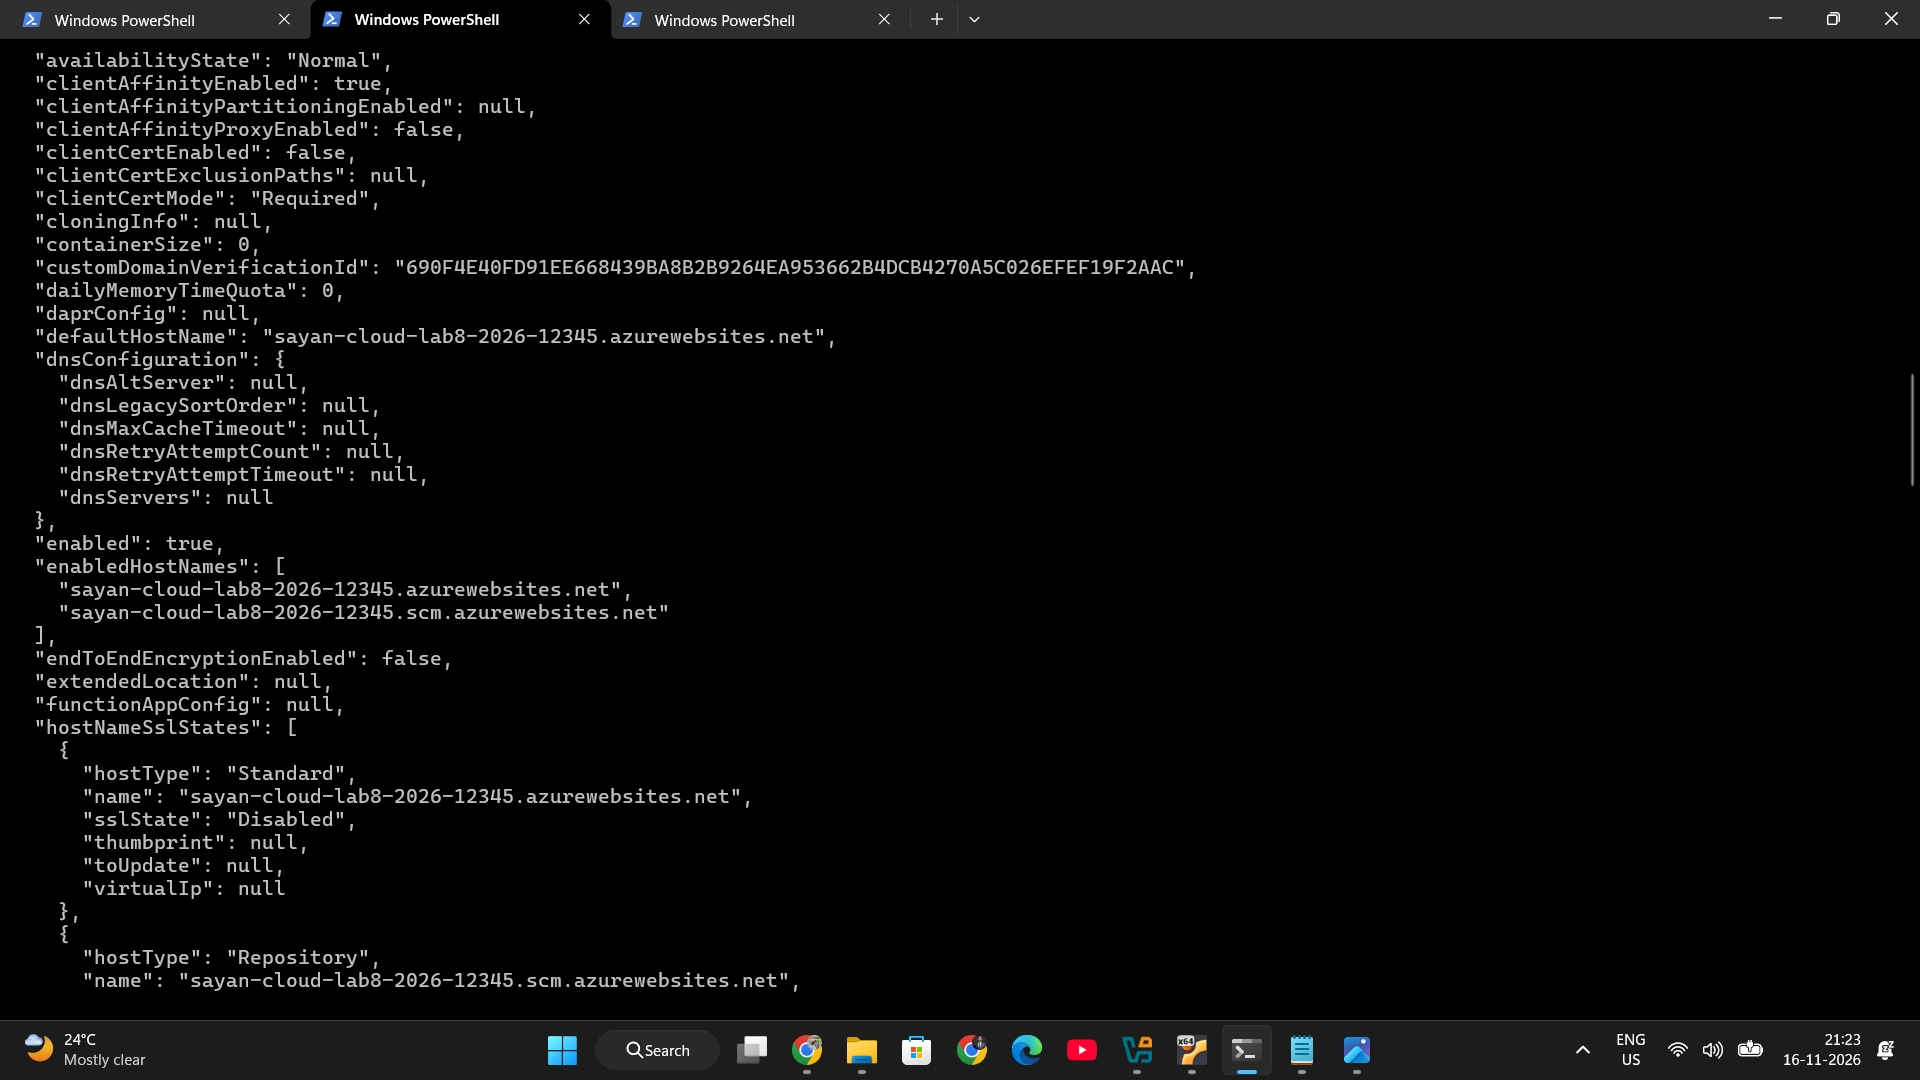 Windows PowerShell
Windows PowerShell
Windows PowerShell
"availabilityState": "Normal",
"clientAffinityEnabled": true,
"clientAffinityPartitioningEnabled": null,
"clientAffinityProxyEnabled": false,
"clientCertEnabled": false,
"clientCertExclusionPaths": null,
"clientCertMode": "Required",
"cloningInfo": null,
"containerSize": 0,
"customDomainVerificationId": "690F4E40FD91EE668439BA8B2B9264EA953662B4DCB4270A5C026EFEF19F2AAC",
"dailyMemoryTimeQuota": 0,
"daprConfig": null,
"defaultHostName": "sayan-cloud-lab8-2026-12345.azurewebsites.net",
"dnsConfiguration": {
"dnsAltServer": null,
"dnsLegacySortOrder": null,
"dnsMaxCacheTimeout": null,
"dnsRetryAttemptCount": null,
"dnsRetryAttemptTimeout": null,
"dnsServers": null
},
"enabled": true,
"enabledHostNames": [
"sayan-cloud-lab8-2026-12345.azurewebsites.net",
"sayan-cloud-lab8-2026-12345.scm.azurewebsites.net"
],
"endToEndEncryptionEnabled": false,
"extendedLocation": null,
"functionAppConfig": null,
"hostNameSslStates": [
{
"hostType": "Standard",
"name": "sayan-cloud-lab8-2026-12345.azurewebsites.net",
"sslState": "Disabled",
"thumbprint": null,
"toUpdate": null,
"virtualIp": null
},
{
"hostType": "Repository",
"name": "sayan-cloud-lab8-2026-12345.scm.azurewebsites.net",
24°C
Mostly clear
Search
x64
ENG
US
21:23
16-11-2026